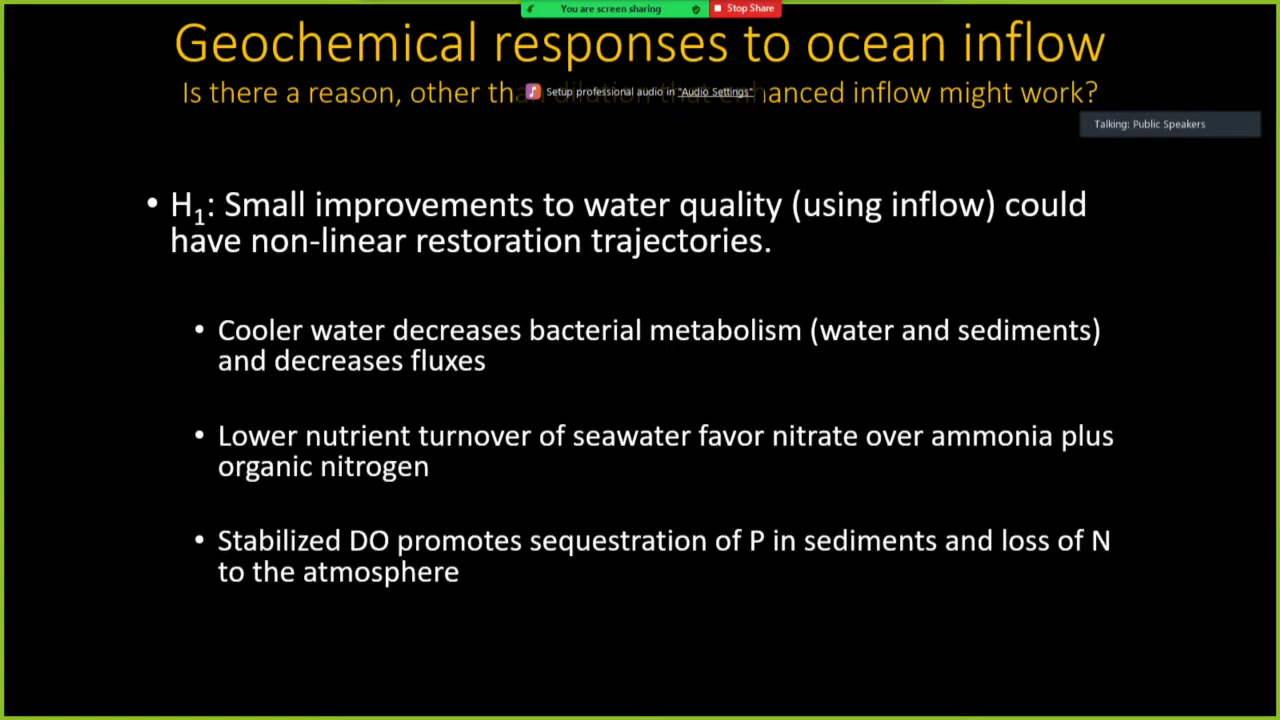 You are screen sharing
Stop Share
Geochemical responses to ocean inflow
Is there a reason, other than dilution that enhanced inflow might work?
Setup professional audio in "Audio Settings"
Talking: Public Speakers
• H1: Small improvements to water quality (using inflow) could
have non-linear restoration trajectories.
• Cooler water decreases bacterial metabolism (water and sediments)
and decreases fluxes
• Lower nutrient turnover of seawater favor nitrate over ammonia plus
organic nitrogen
• Stabilized DO promotes sequestration of P in sediments and loss of N
to the atmosphere